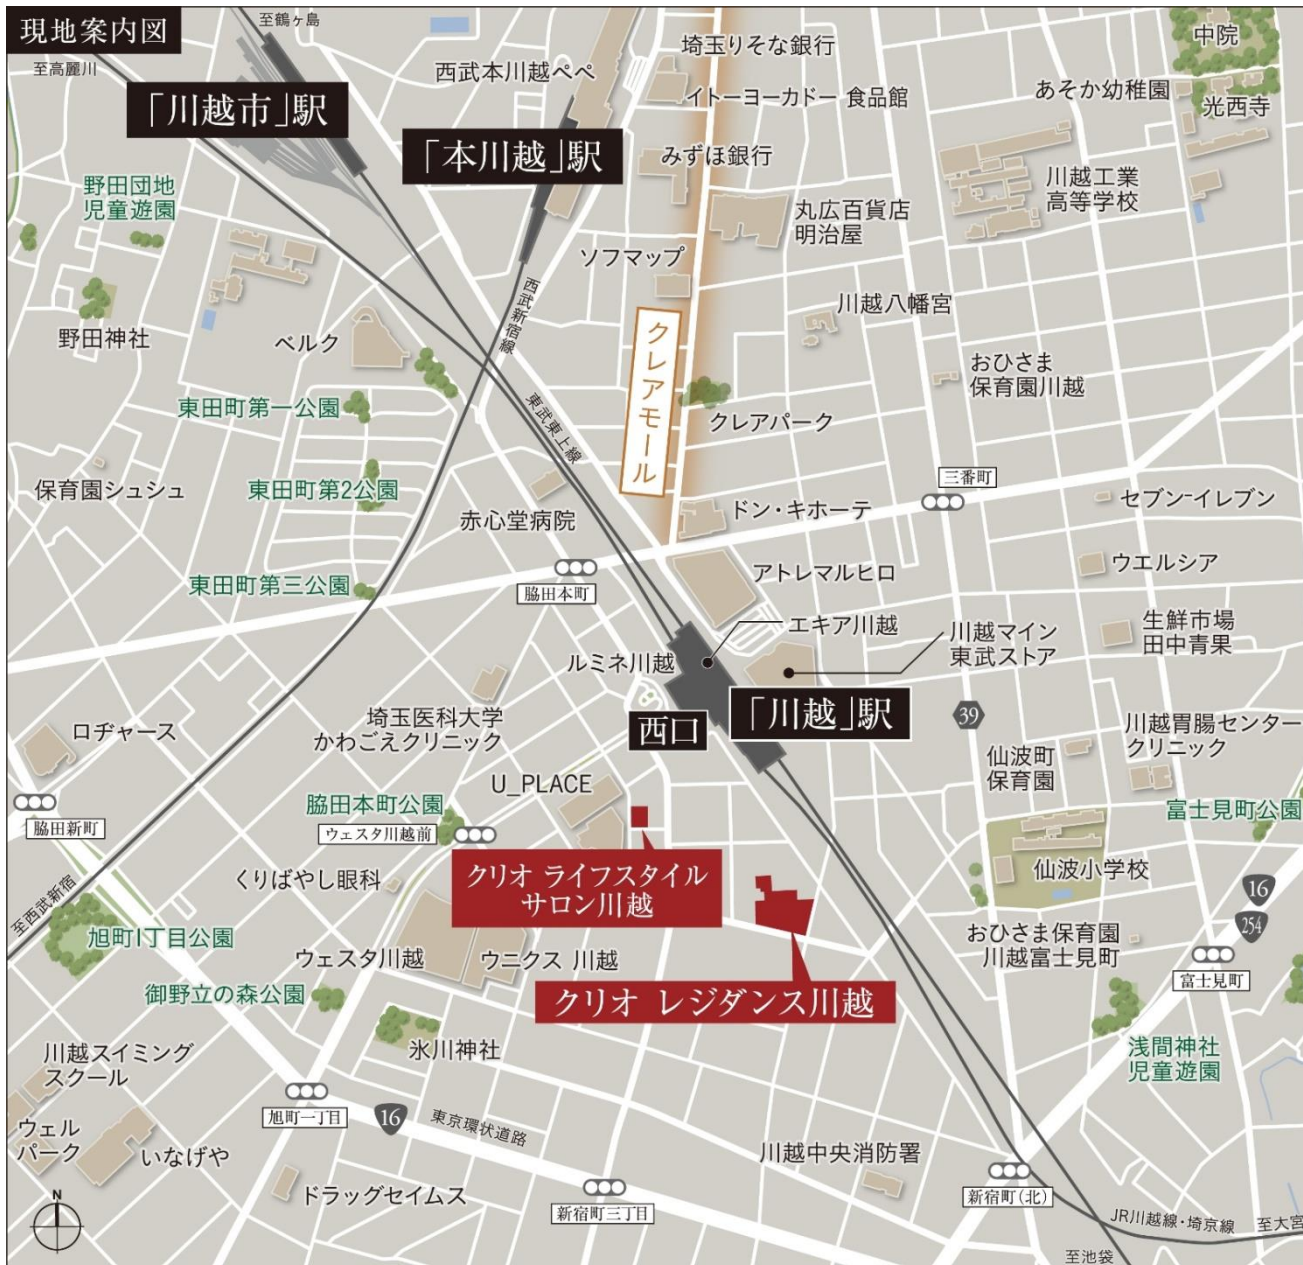 現地案内図
至鶴ヶ島
至高麗川
「川越市」駅
西武本川越ペペ
「本川越」駅
埼玉りそな銀行
イトーヨーカドー 食品館
みずほ銀行
丸広百貨店
明治屋
ソフマップ
中院
あそか幼稚園
光西寺
川越工業
高等学校
野田団地
児童遊園
野田神社
ベルク
西武新宿線
クレアモール
川越八幡宮
おひさま
保育園川越
東田町第一公園
東武東上線
クレアパーク
保育園シュシュ
東田町第2公園
赤心堂病院
ドン・キホーテ
三番町
セブン-イレブン
東田町第三公園
脇田本町
アトレマルヒロ
ウエルシア
エキア川越
川越マイン
東武ストア
生鮮市場
田中青果
ルミネ川越
「川越」駅
西口
39
ロヂャース
埼玉医科大学
かわごえクリニック
U_PLACE
仙波町
保育園
川越胃腸センター
クリニック
脇田新町
脇田本町公園
ウェスタ川越前
富士見町公園
くりばやし眼科
クリオ ライフスタイル
サロン川越
仙波小学校
16
254
至西武新宿
旭町1丁目公園
ウェスタ川越
ウニクス 川越
おひさま保育園
川越富士見町
富士見町
御野立の森公園
クリオ レジダンス川越
川越スイミング
スクール
氷川神社
浅間神社
児童遊園
旭町一丁目
16
東京環状道路
ウェル
パーク
いなげや
川越中央消防署
ドラッグセイムス
新宿町三丁目
新宿町(北)
N
JR川越線・埼京線
至大宮
至池袋